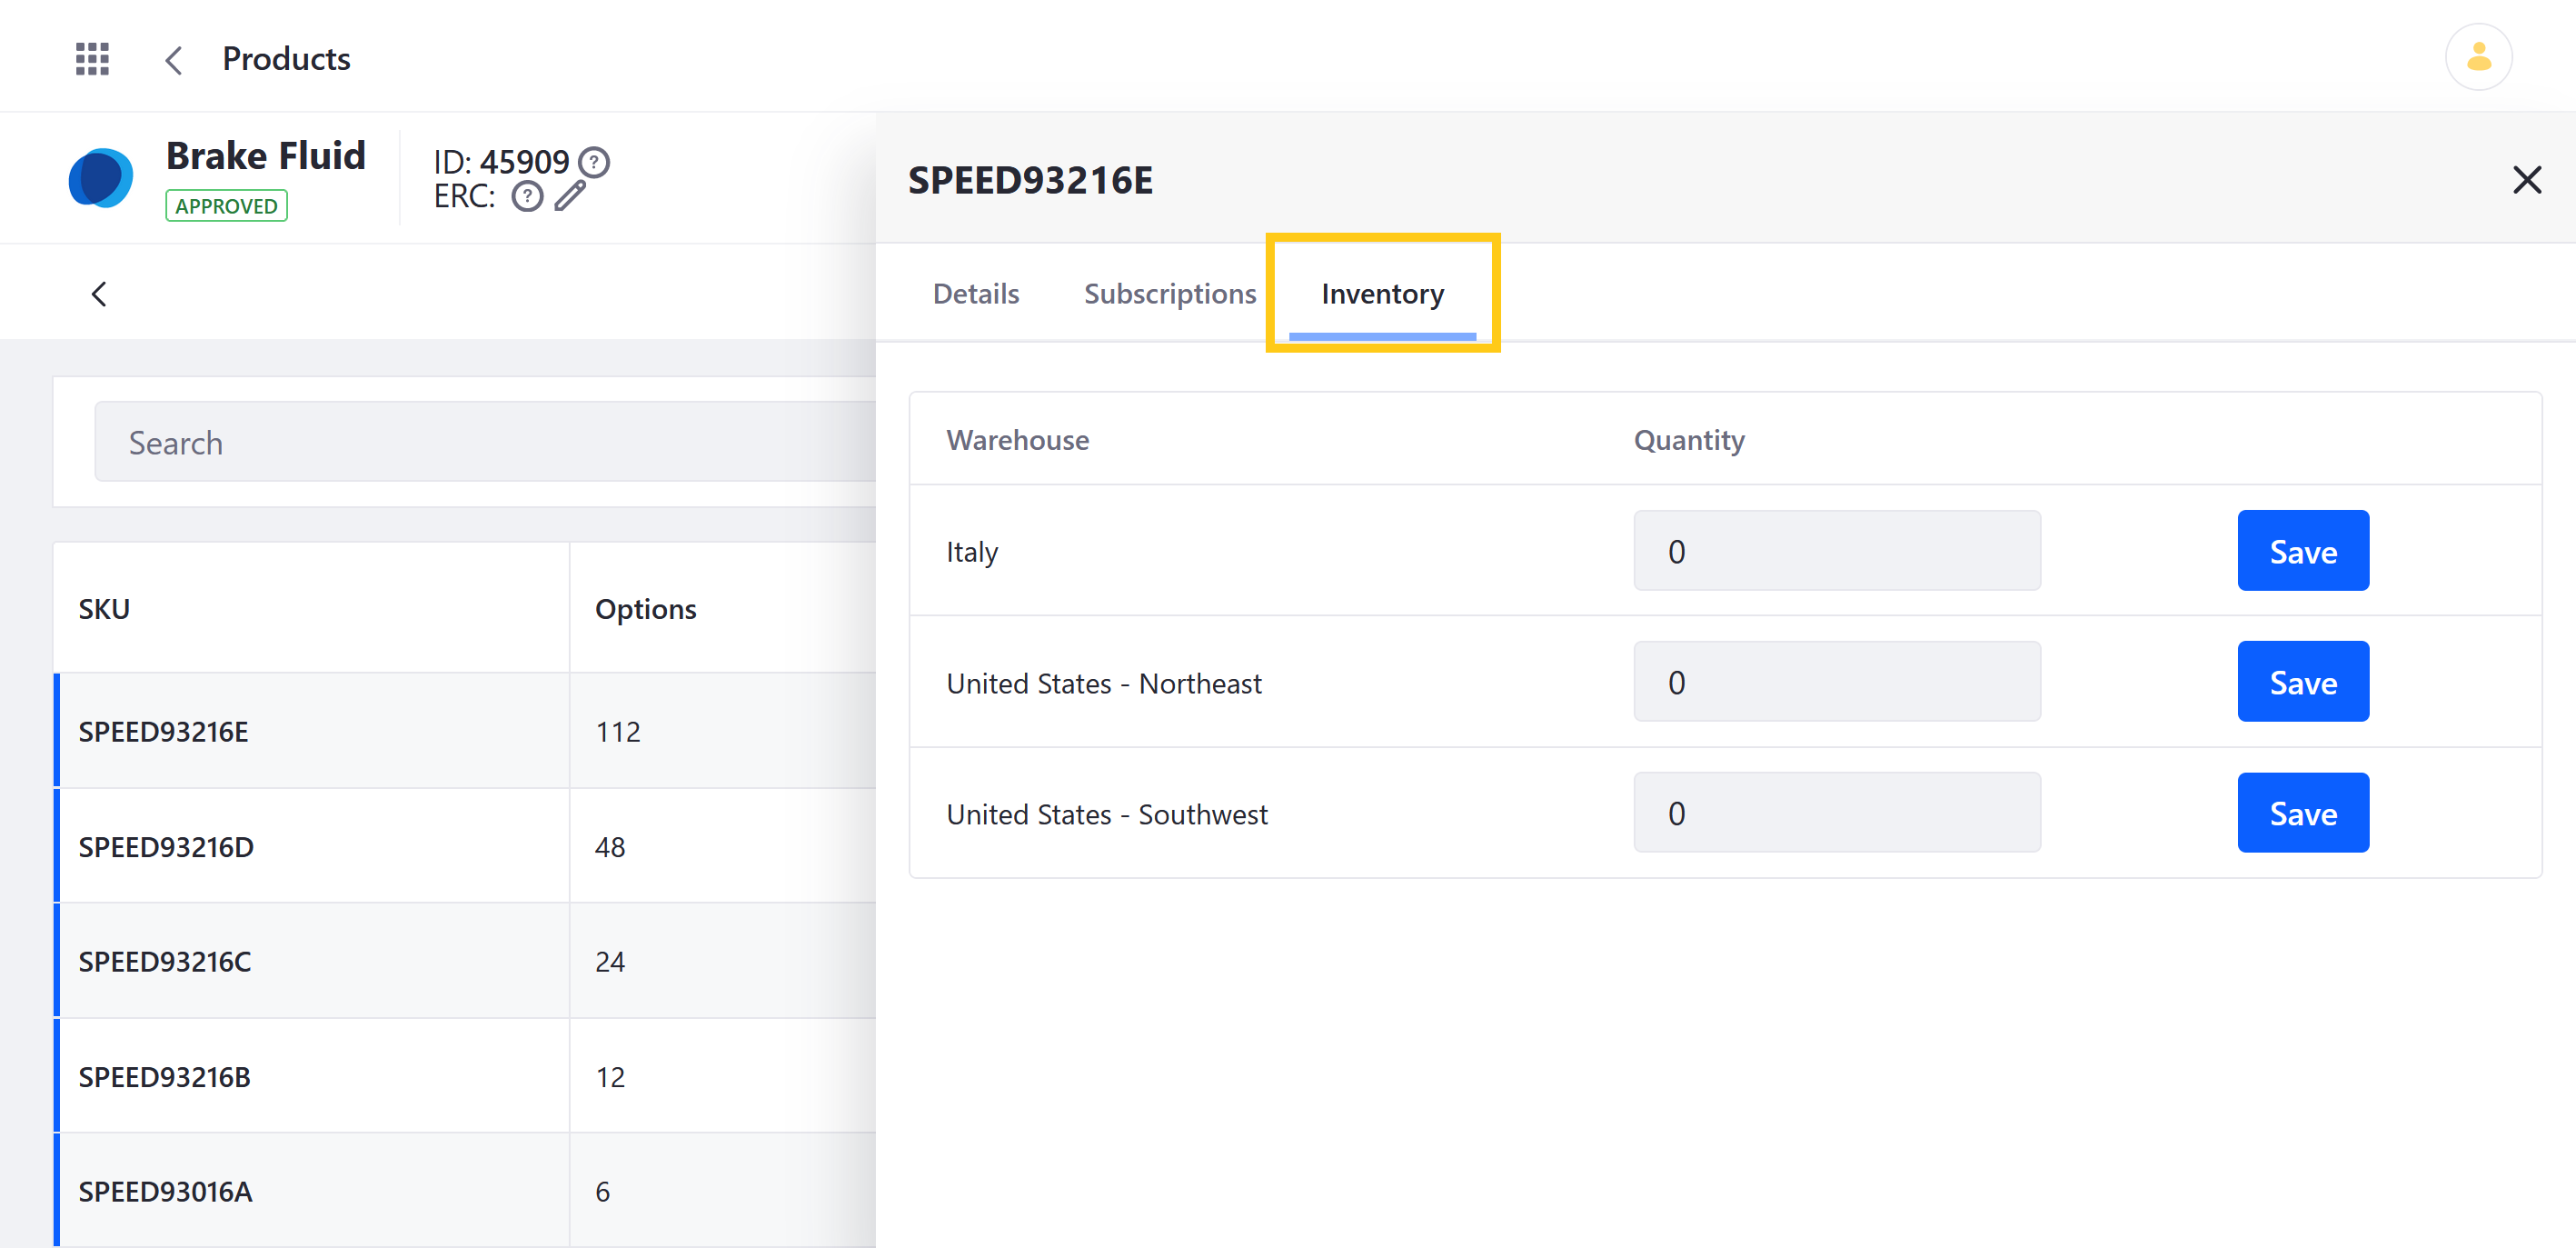 Products
Brake Fluid
APPROVED
ID: 45909 ?
ERC: ?
Search
SKU Options
SPEED93216E 112
SPEED93216D 48
SPEED93216C 24
SPEED93216B 12
SPEED93016A 6
SPEED93216E
Details Subscriptions Inventory
Warehouse Quantity
Italy 0 Save
United States - Northeast 0 Save
United States - Southwest 0 Save